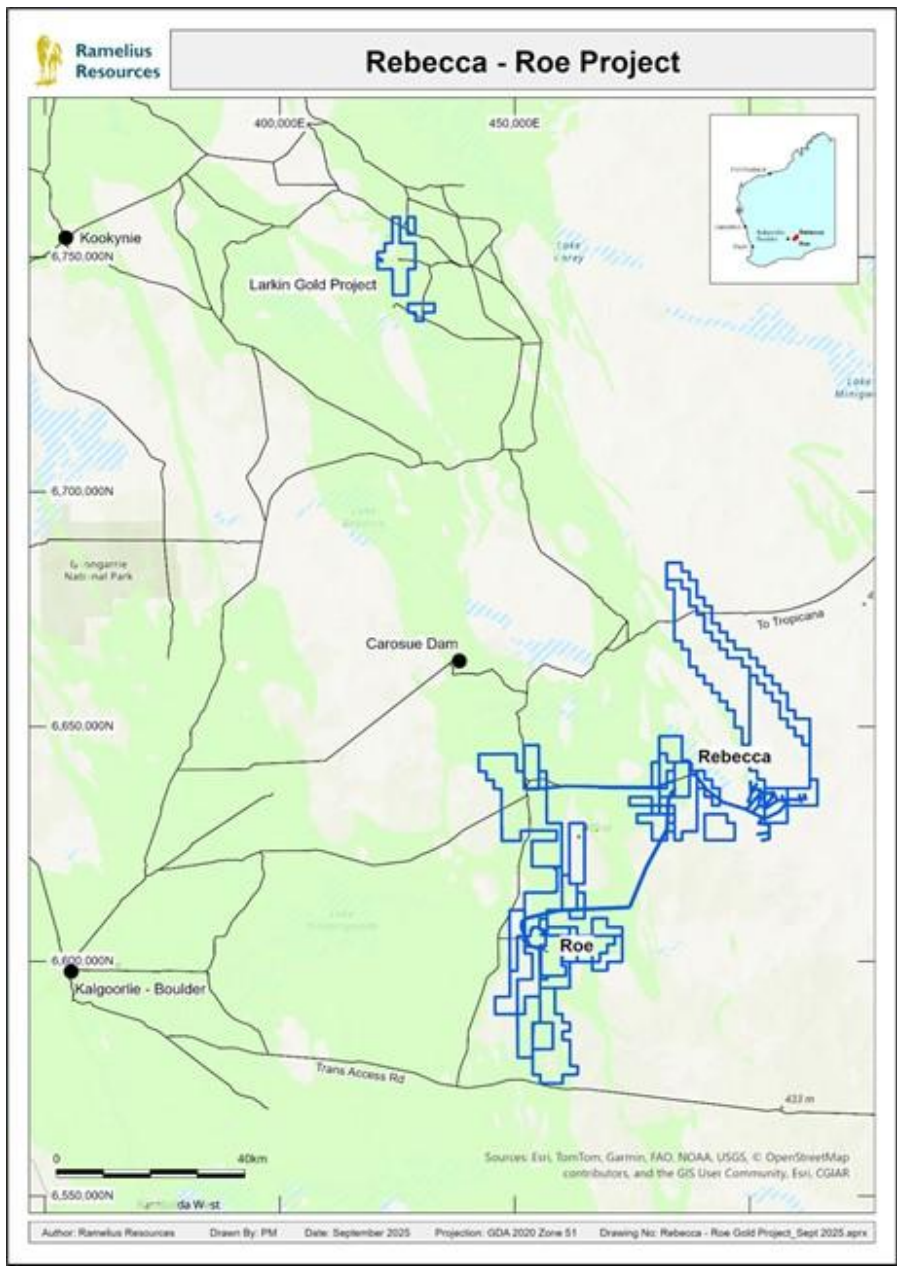 Ramelius
Resources
Rebecca - Roe Project
400,000E
450,000E
Rebecca
Roe
Kookynie
6,750,000N
Lake
Larkin Gold Project
Lake
6,700,000N
National Park
To Tropicana
Carosue Dam
6,650,000N
Rebecca
Roe
6,600,000N
Kalgoorlie - Boulder
Trans Access Rd
433 m
0
40km
Sources: Esri, TomTom, Garmin, FAO, NOAA, USGS, © OpenStreetMap
contributors, and the GIS User Community, Esri, CGIAR
6,550,000N
Author: Ramelius Resources
Drawn By: PM
Date: September 2025
Projection: GDA 2020 Zone 51
Drawing No: Rebecca - Roe Gold Project_Sept 2025.aprx